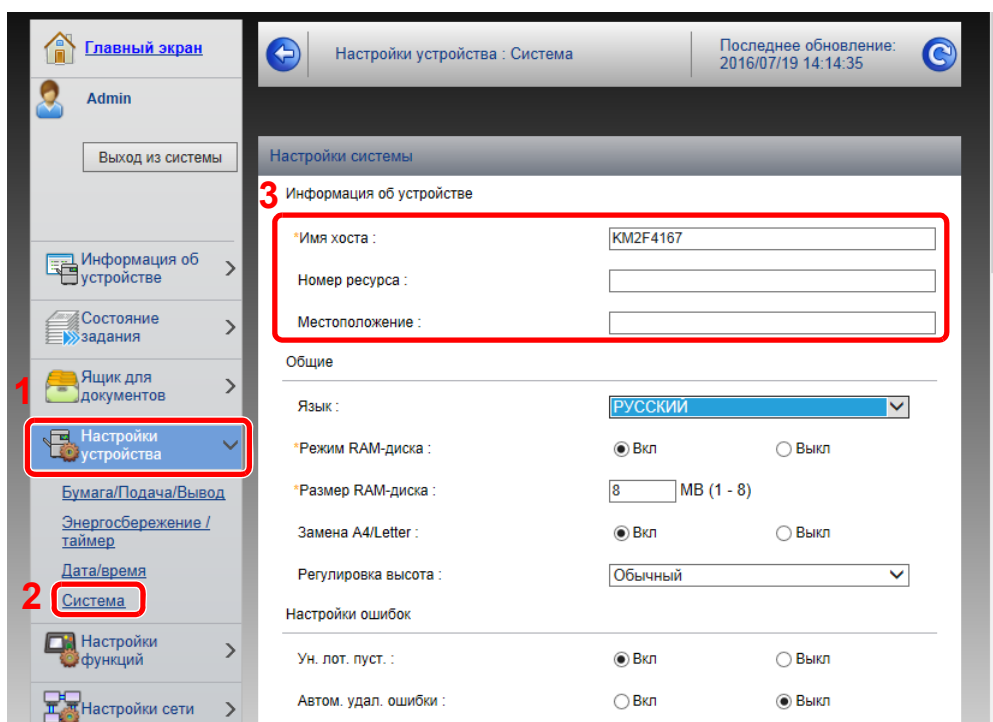 Главный экран
Admin
Выход из системы
Информация об
устройстве
Состояние
задания
1
Ящик для
документов
Настройки
устройства
Бумага/Подача/Вывод
Энергосбережение /
таймер
Дата/время
2
Система
Настройки
функций
Настройки сети
Настройки устройства : Система
Последнее обновление:
2016/07/19 14:14:35
Настройки системы
3
Информация об устройстве
*Имя хоста : KM2F4167
Номер ресурса :
Местоположение :
Общие
Язык : РУССКИЙ
*Режим RAM-диска : Вкл Выкл
*Размер RAM-диска : 8 MB (1 - 8)
Замена A4/Letter : Вкл Выкл
Регулировка высота : Обычный
Настройки ошибок
Ун. лот. пуст. : Вкл Выкл
Автом. удал. ошибки : Вкл Выкл